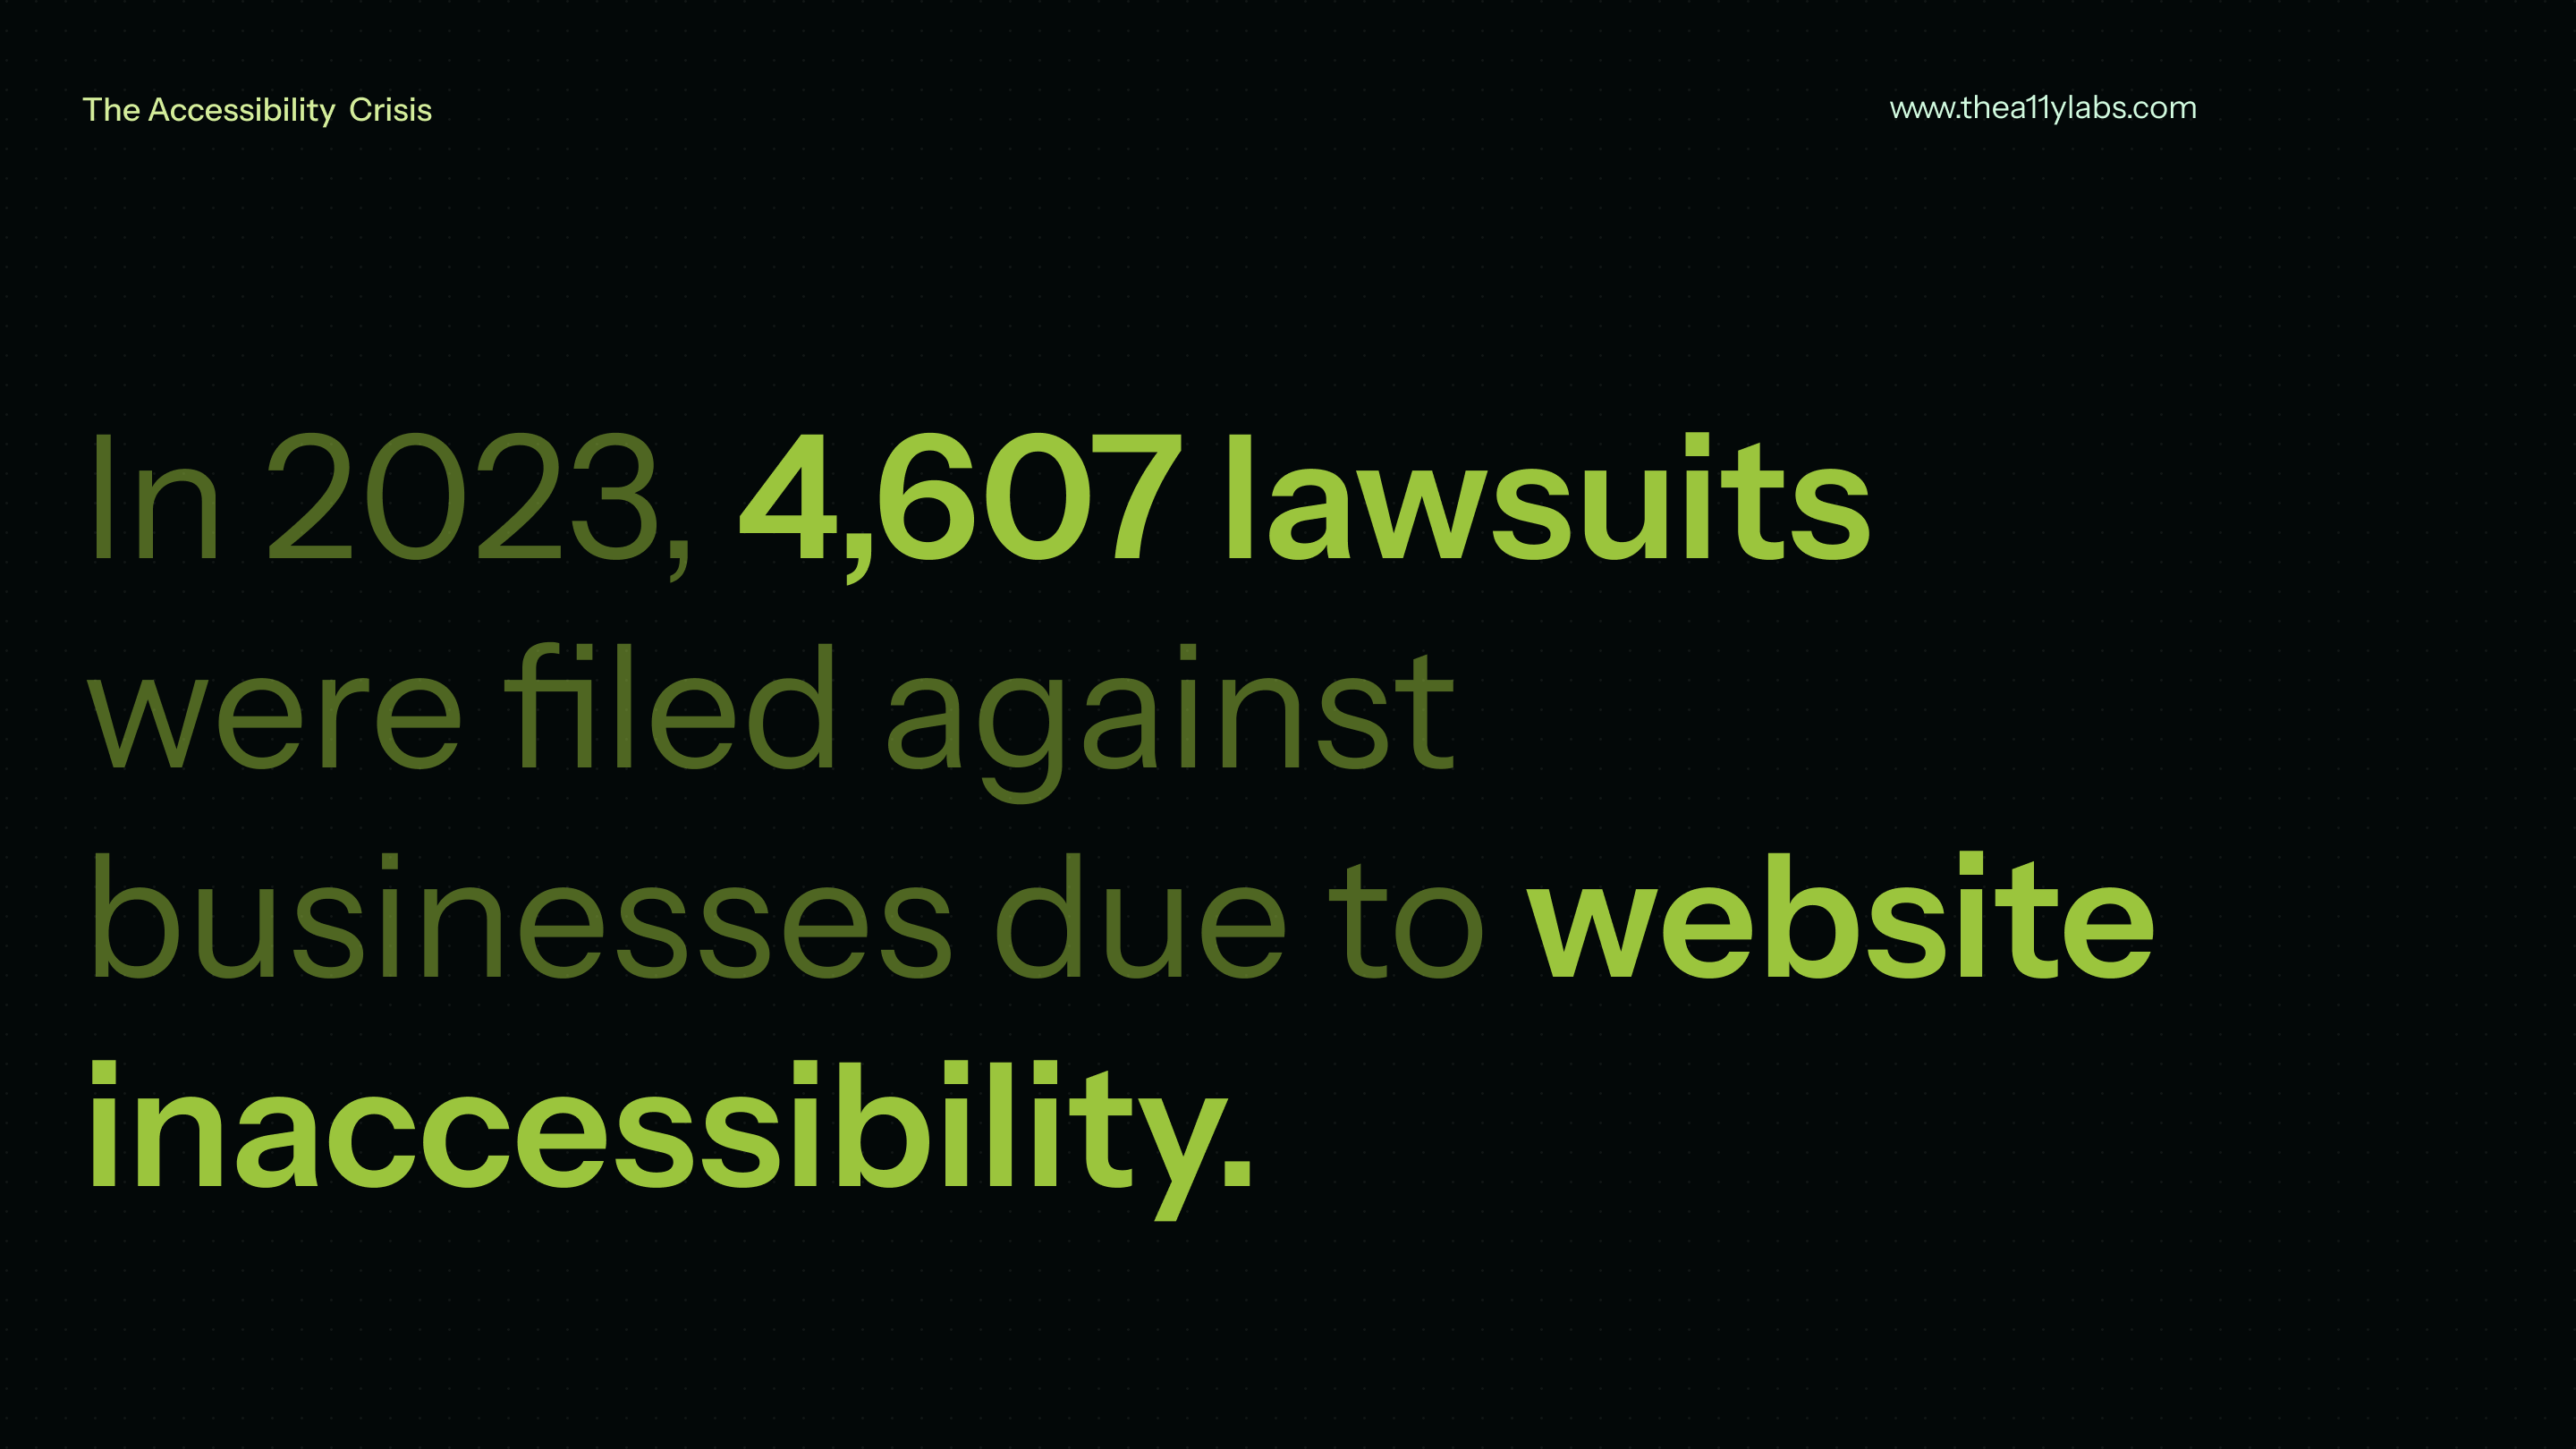 The Accessibility Crisis
www.thea11ylabs.com
In 2023, 4,607 lawsuits
were filed against
businesses due to website
inaccessibility.